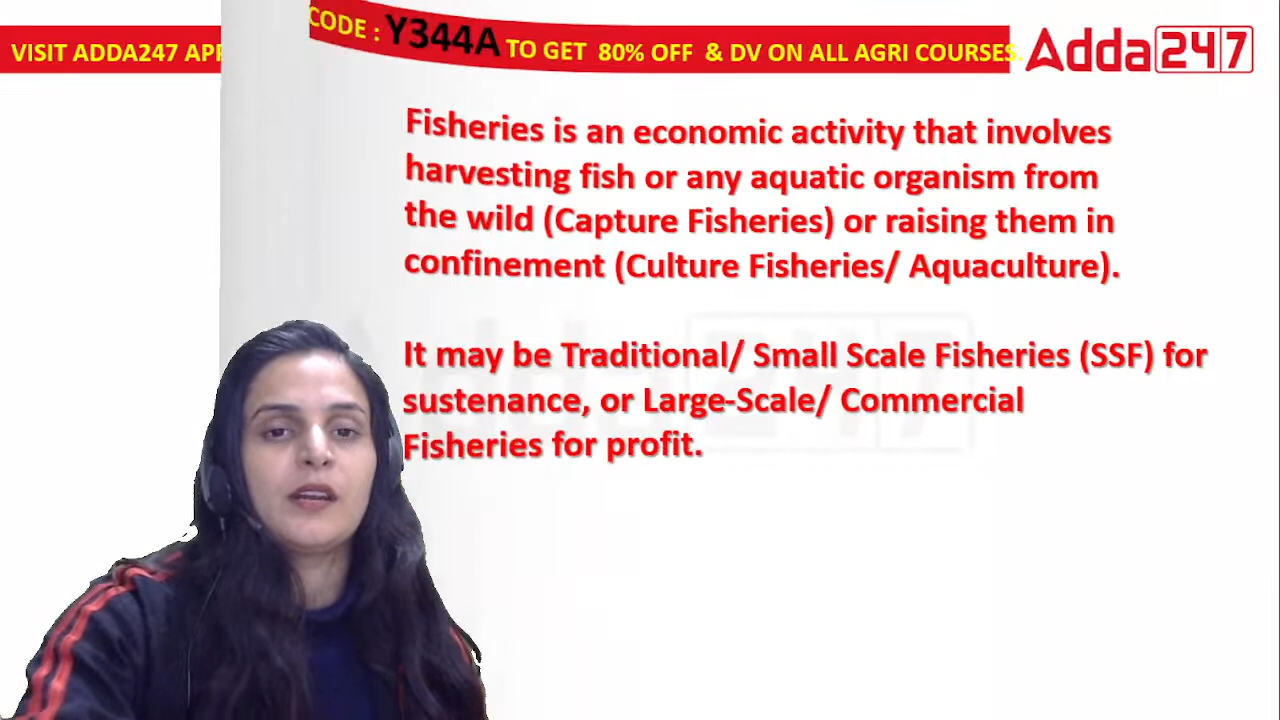 VISIT ADDA247 APP
CODE : Y344A TO GET 80% OFF & DV ON ALL AGRI COURSES.
Adda247
Fisheries is an economic activity that involves
harvesting fish or any aquatic organism from
the wild (Capture Fisheries) or raising them in
confinement (Culture Fisheries/ Aquaculture).
It may be Traditional/ Small Scale Fisheries (SSF) for
sustenance, or Large-Scale/ Commercial
Fisheries for profit.